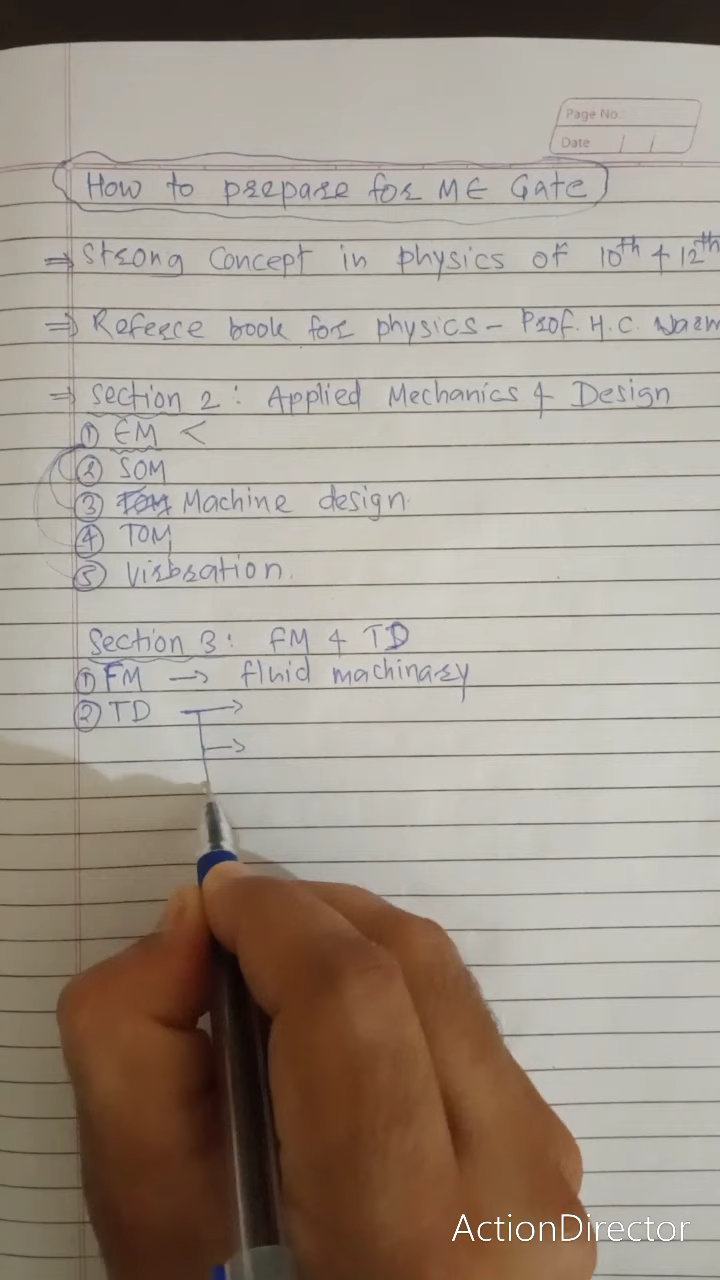 Page No.
Date / /
How to prepare for ME Gate
⇒ Strong Concept in physics of 10th & 12th
⇒ Referce book for physics - Prof. H.C. Warm
⇒ Section 2 : Applied Mechanics & Design
① EM <
② SOM
③ Machine design
④ TOM
⑤ Visbration.
Section 3 : FM & TD
① FM → fluid machinary
② TD →
→
ActionDirector